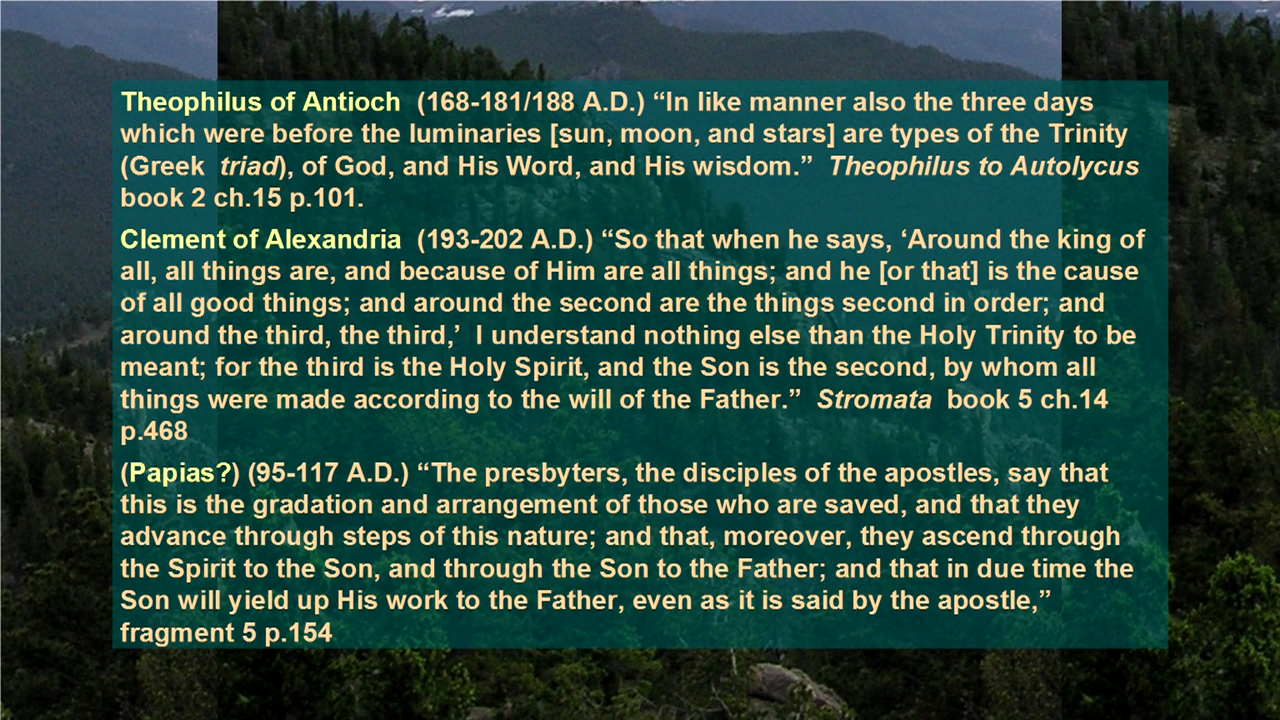 Theophilus of Antioch (168-181/188 A.D.) “In like manner also the three days
which were before the luminaries [sun, moon, and stars] are types of the Trinity
(Greek triad), of God, and His Word, and His wisdom.” Theophilus to Autolycus
book 2 ch.15 p.101.
Clement of Alexandria (193-202 A.D.) “So that when he says, ‘Around the king of
all, all things are, and because of Him are all things; and he [or that] is the cause
of all good things; and around the second are the things second in order; and
around the third, the third,’ I understand nothing else than the Holy Trinity to be
meant; for the third is the Holy Spirit, and the Son is the second, by whom all
things were made according to the will of the Father.” Stromata book 5 ch.14
p.468
(Papias?) (95-117 A.D.) “The presbyters, the disciples of the apostles, say that
this is the gradation and arrangement of those who are saved, and that they
advance through steps of this nature; and that, moreover, they ascend through
the Spirit to the Son, and through the Son to the Father; and that in due time the
Son will yield up His work to the Father, even as it is said by the apostle,”
fragment 5 p.154